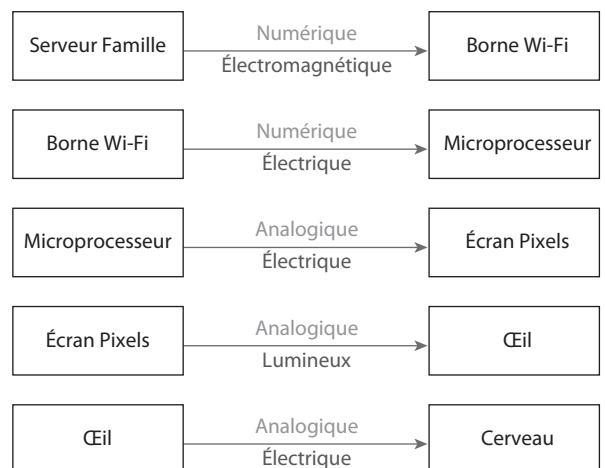 Serveur Famille
Numérique
Électromagnétique
Borne Wi-Fi
Borne Wi-Fi
Numérique
Électrique
Microprocesseur
Microprocesseur
Analogique
Électrique
Écran Pixels
Écran Pixels
Analogique
Lumineux
Œil
Œil
Analogique
Électrique
Cerveau